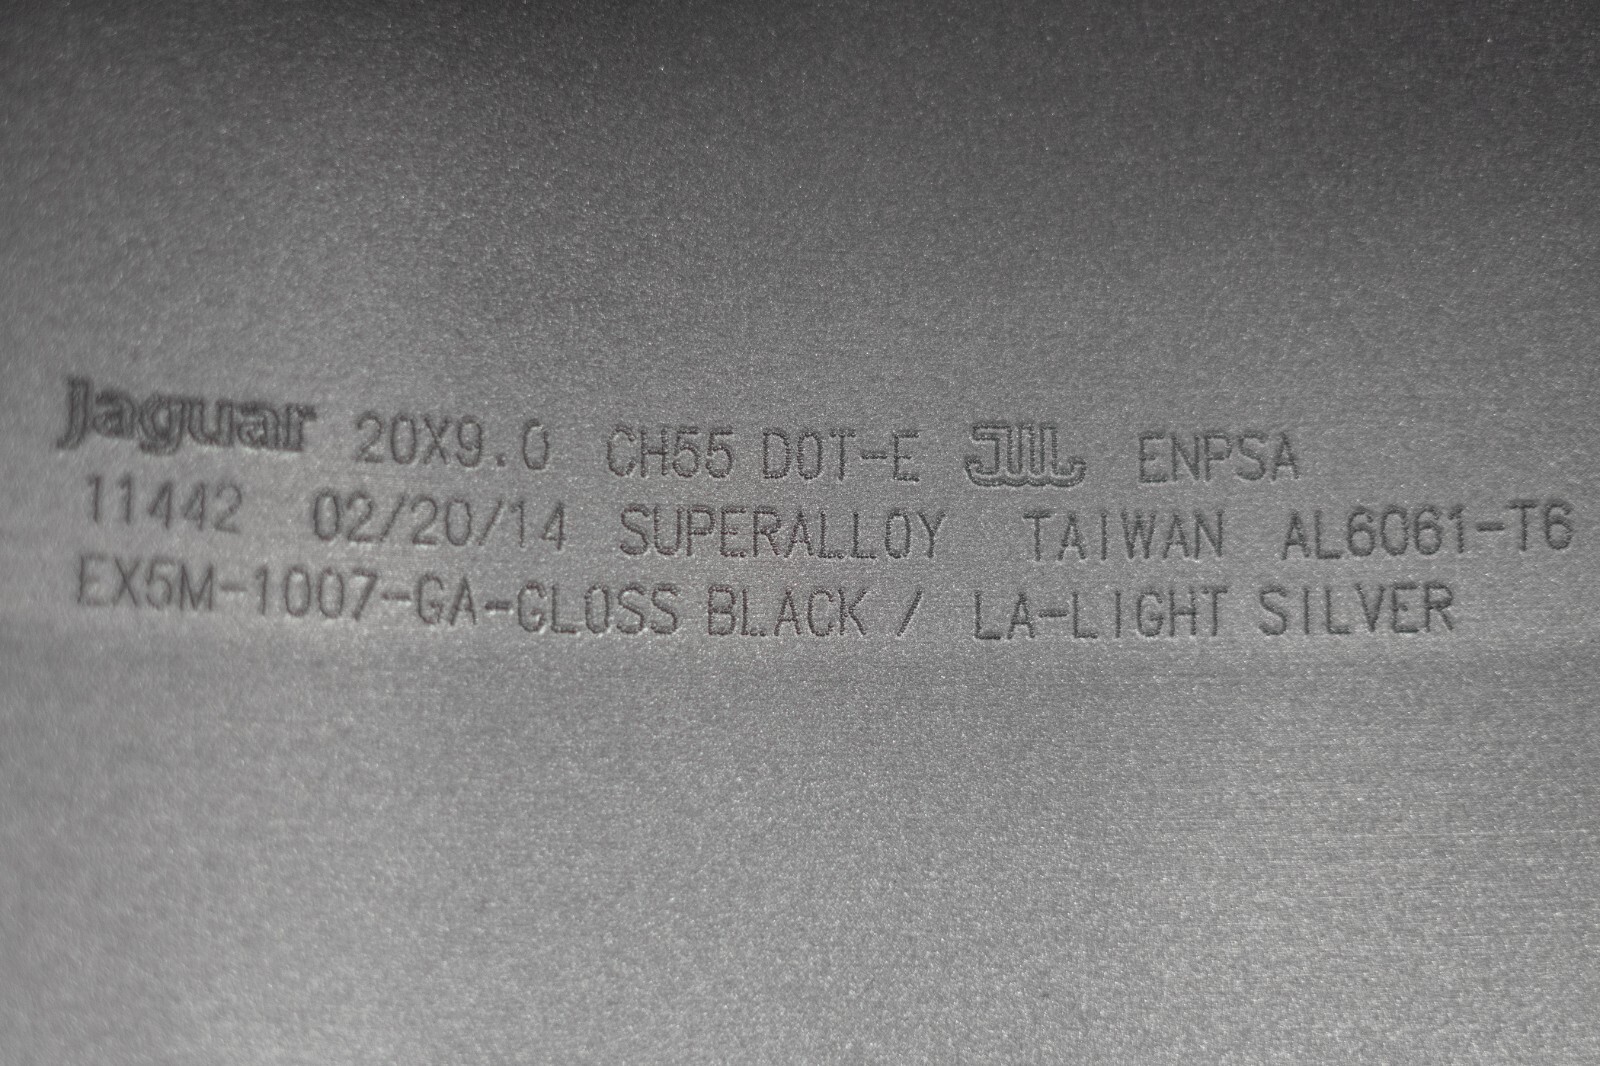 Jaguar 20X9.0 CH55 DOT-E JWL ENPSA
11442 02/20/14 SUPERALLOY TAIWAN AL6061-T6
EX5M-1007-GA-GLOSS BLACK / LA-LIGHT SILVER